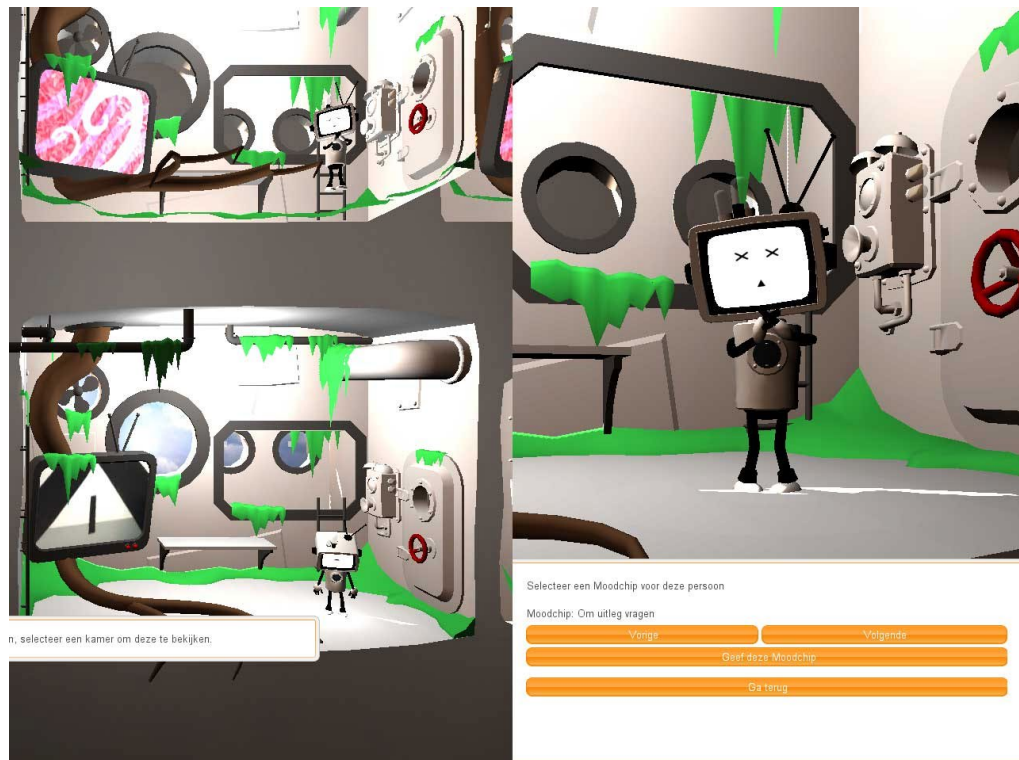 n, selecteer een kamer om deze te bekijken.
Selecteer een Moodchip voor deze persoon
Moodchip: Om uitleg vragen
Vorige
Volgende
Geef deze Moodchip
Ga terug